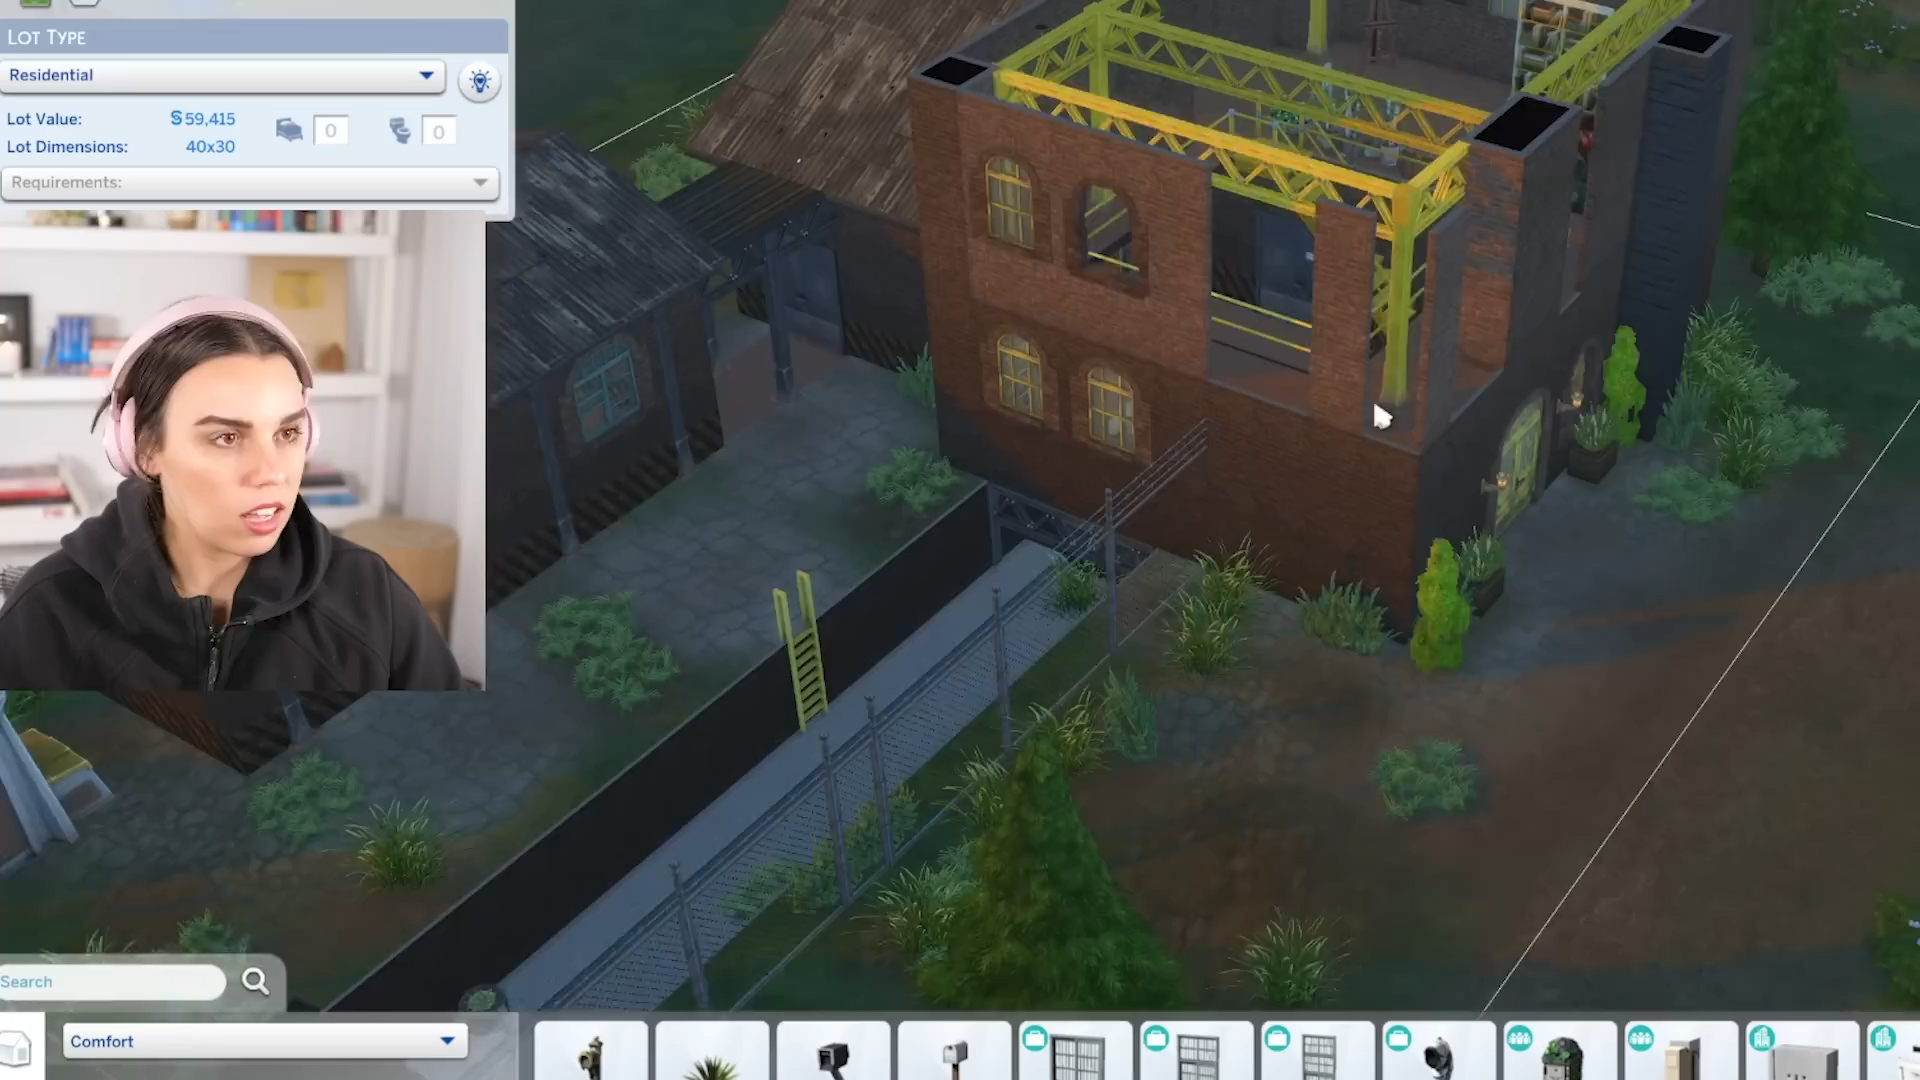 LOT TYPE
Residential
Lot Value: §59,415
0
0
Lot Dimensions: 40x30
Requirements:
Search
Comfort